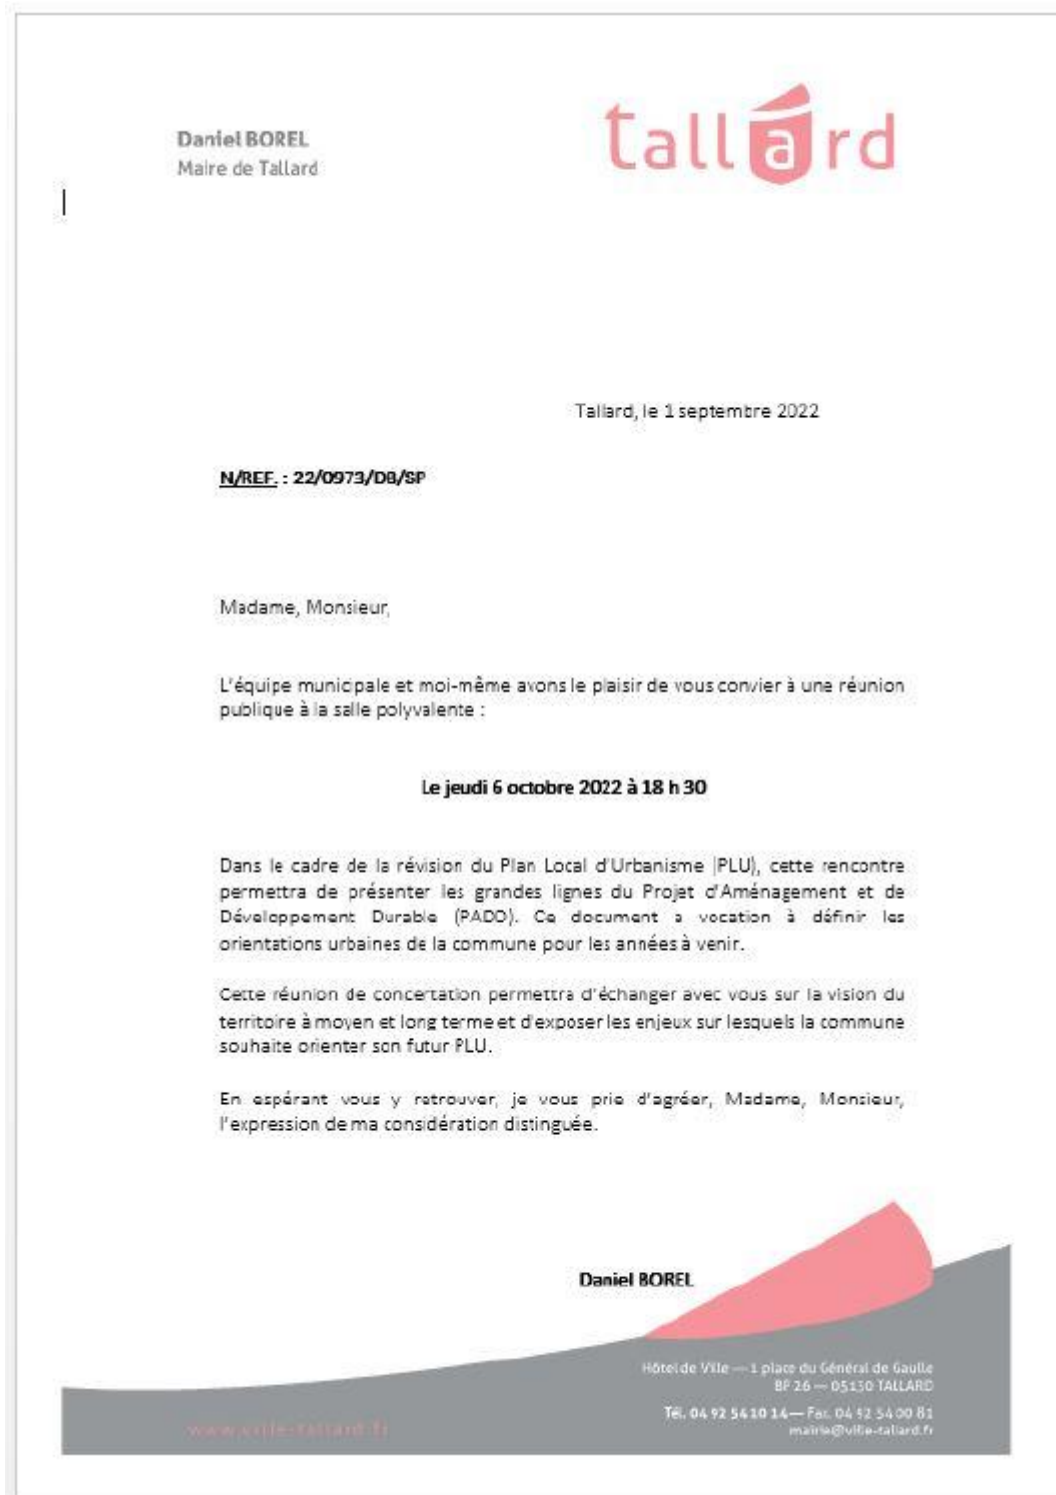 Daniel BOREL
Maire de Tallard
tallard
Tallard, le 1 septembre 2022
N/REF. : 22/0973/DB/SP
Madame, Monsieur,
L'équipe municipale et moi-même avons le plaisir de vous convier à une réunion
publique à la salle polyvalente :
Le jeudi 6 octobre 2022 à 18 h 30
Dans le cadre de la révision du Plan Local d'Urbanisme (PLU), cette rencontre
permettra de présenter les grandes lignes du Projet d'Aménagement et de
Développement Durable (PADD). Ce document a vocation à définir les
orientations urbaines de la commune pour les années à venir.
Cette réunion de concertation permettra d'échanger avec vous sur la vision du
territoire à moyen et long terme et d'exposer les enjeux sur lesquels la commune
souhaite orienter son futur PLU.
En espérant vous y retrouver, je vous prie d'agréer, Madame, Monsieur,
l'expression de ma considération distinguée.
Daniel BOREL
Hôtel de Ville — 1 place du Général de Gaulle
BP 26 — 05130 TALLARD
Tél. 04 92 54 10 14 — Fax. 04 92 54 00 81
mairie@ville-tallard.fr
www.ville-tallard.fr